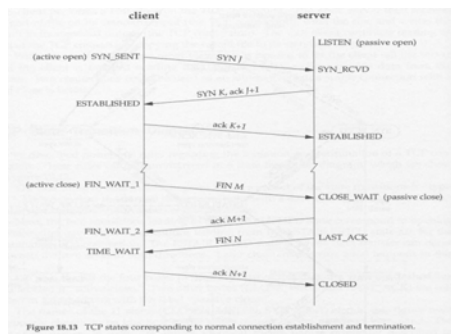 client server
LISTEN (passive open)
(active open) SYN_SENT
SYN J
SYN_RCVD
SYN K, ack J+1
ESTABLISHED
ack K+1
ESTABLISHED
(active close) FIN_WAIT_1
FIN M
CLOSE_WAIT (passive close)
ack M+1
FIN_WAIT_2
FIN N
LAST_ACK
TIME_WAIT
ack N+1
CLOSED
Figure 18.13 TCP states corresponding to normal connection establishment and termination.